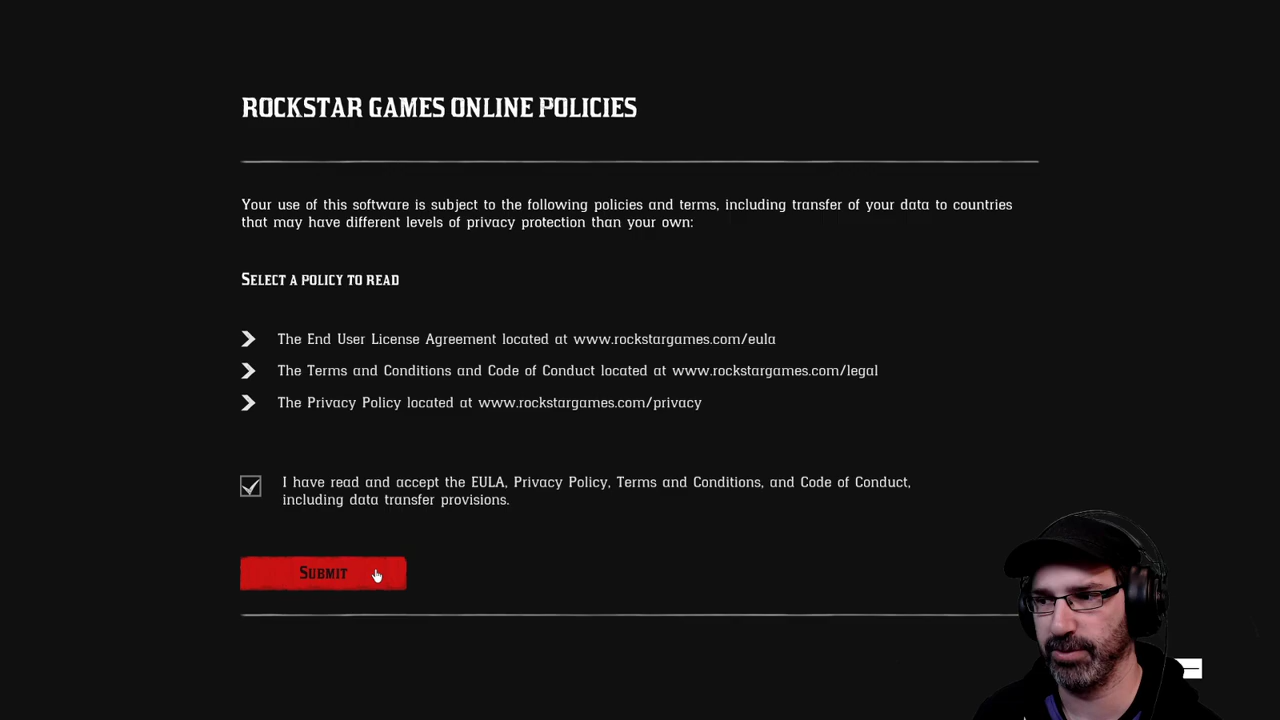 ROCKSTAR GAMES ONLINE POLICIES
Your use of this software is subject to the following policies and terms, including transfer of your data to countries
that may have different levels of privacy protection than your own:
SELECT A POLICY TO READ
The End User License Agreement located at www.rockstargames.com/eula
The Terms and Conditions and Code of Conduct located at www.rockstargames.com/legal
The Privacy Policy located at www.rockstargames.com/privacy
I have read and accept the EULA, Privacy Policy, Terms and Conditions, and Code of Conduct,
including data transfer provisions.
SUBMIT